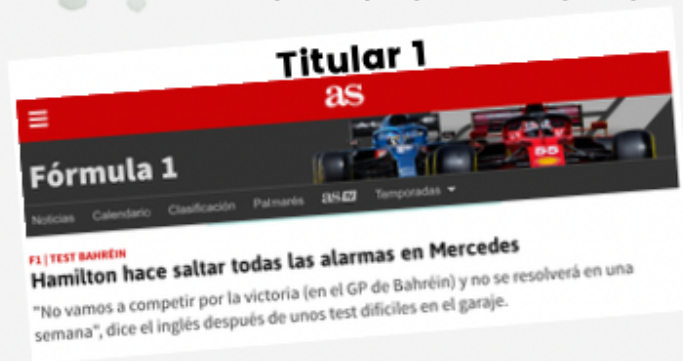 Titular 1
as
Fórmula 1
Noticias Calendario Clasificación Palmarés as tv Temporadas
55
F1 | TEST BAHRÉIN
Hamilton hace saltar todas las alarmas en Mercedes
"No vamos a competir por la victoria (en el GP de Bahréin) y no se resolverá en una
semana", dice el inglés después de unos test difíciles en el garaje.